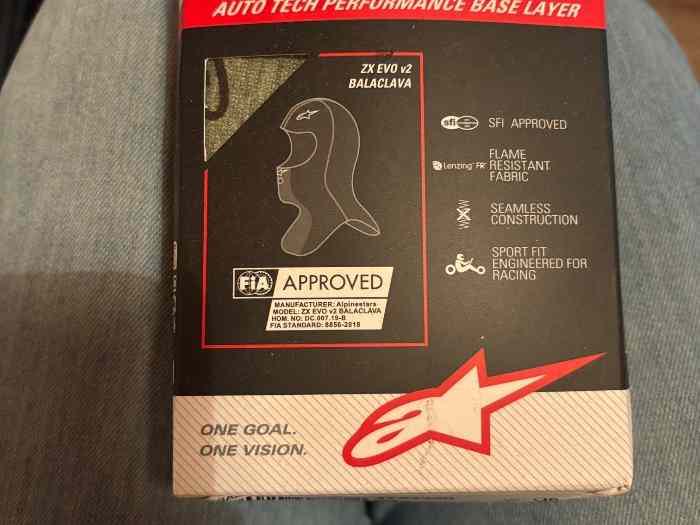 AUTO TECH PERFORMANCE BASE LAYER
ZX EVO v2
BALACLAVA
sfi
SFI APPROVED
Lenzing FR
FLAME
RESISTANT
FABRIC
SEAMLESS
CONSTRUCTION
SPORT FIT
ENGINEERED FOR
RACING
FIA APPROVED
MANUFACTURER: Alpinestars
MODEL: ZX EVO v2 BALACLAVA
HOM. NO: DC.007.19-B
FIA STANDARD: 8856-2018
ONE GOAL.
ONE VISION.